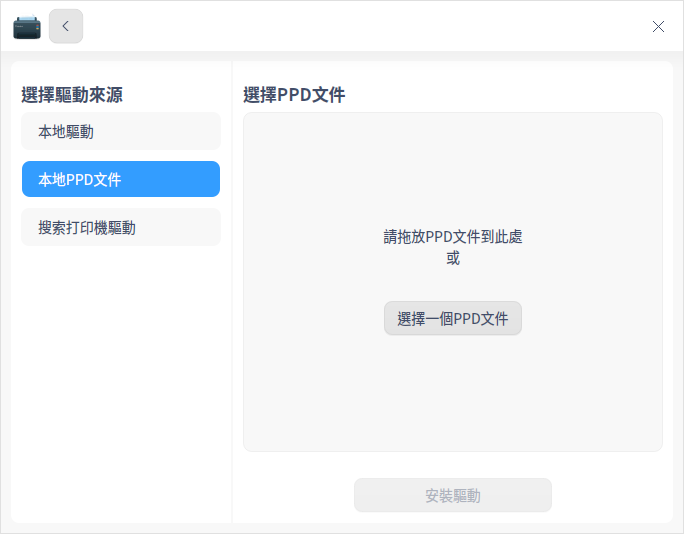 選擇驅動來源
本地驅動
本地PPD文件
搜索打印機驅動
選擇PPD文件
請拖放PPD文件到此處
或
選擇一個PPD文件
安裝驅動